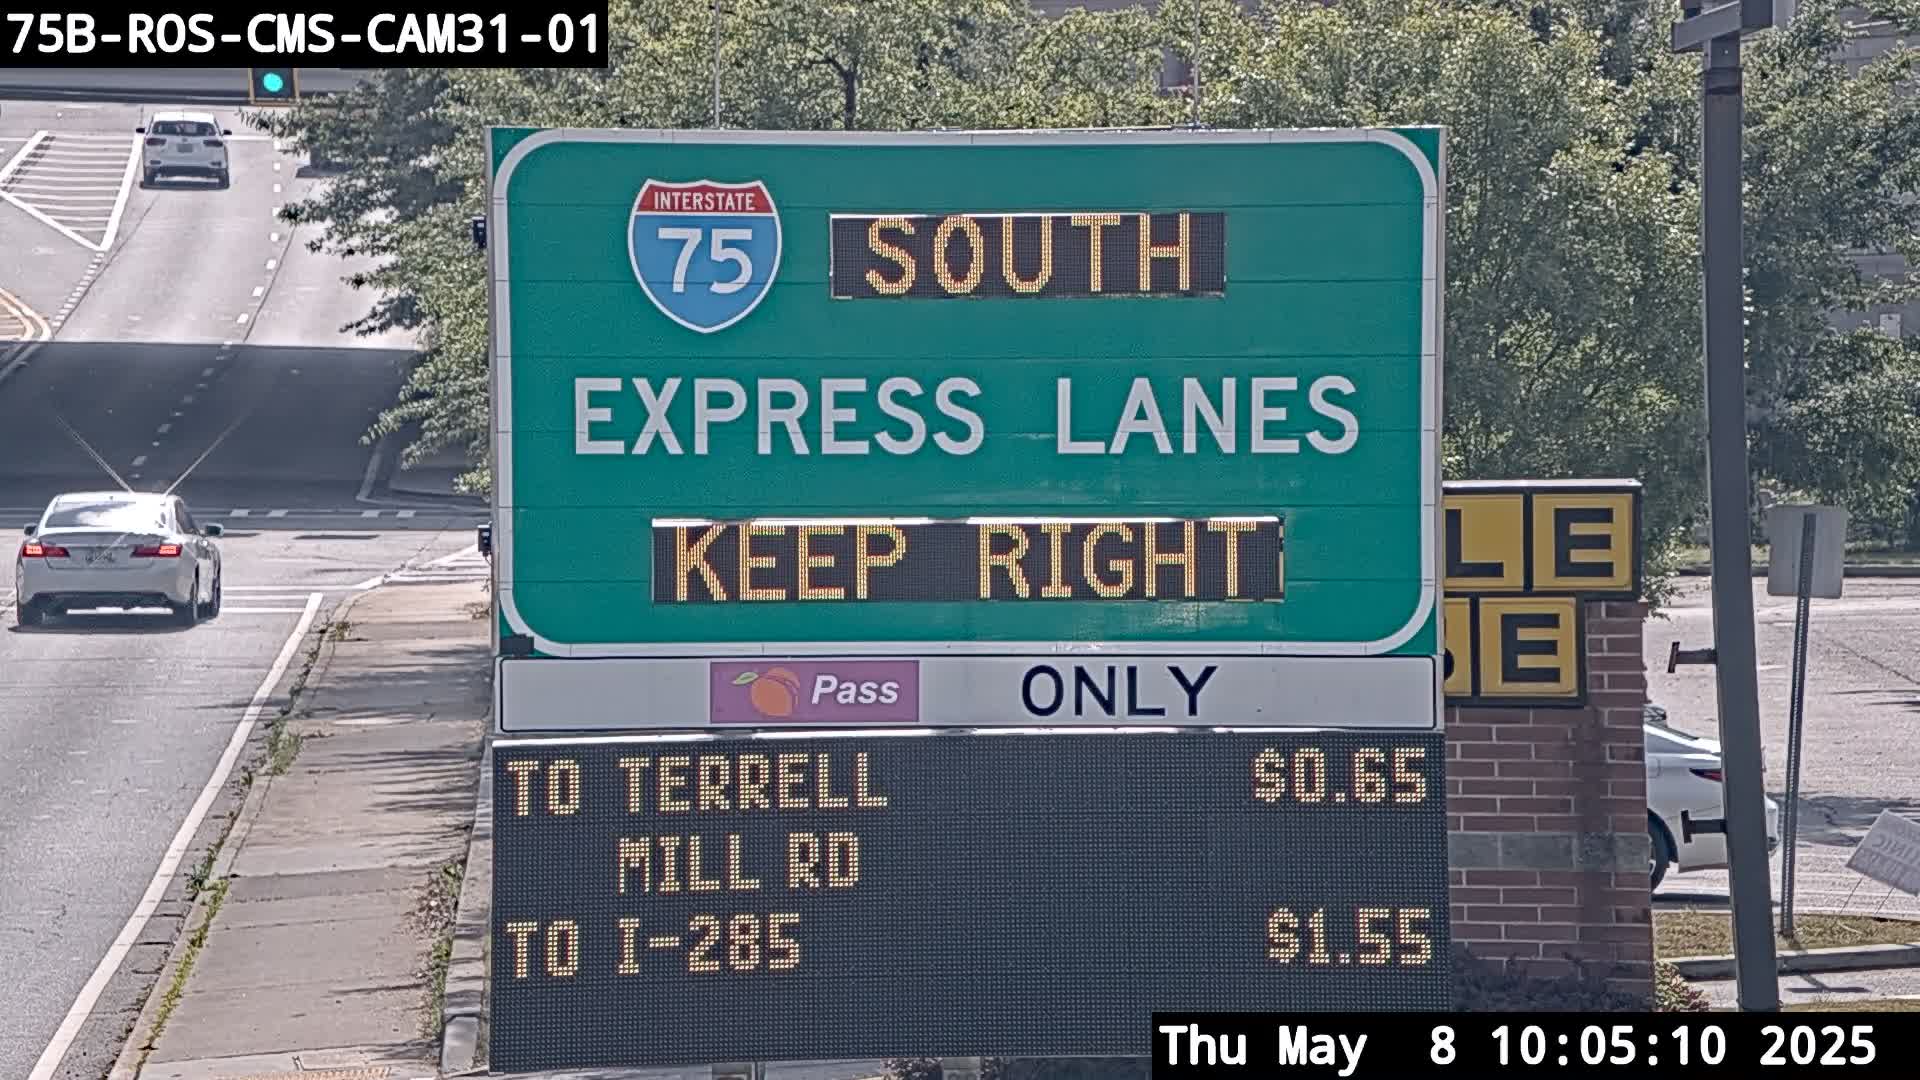 75B-ROS-CMS-CAM31-01
INTERSTATE
75
SOUTH
EXPRESS LANES
KEEP RIGHT
Pass ONLY
TO TERRELL $0.65
MILL RD
TO I-285 $1.55
LE
E
Thu May 8 10:05:10 2025